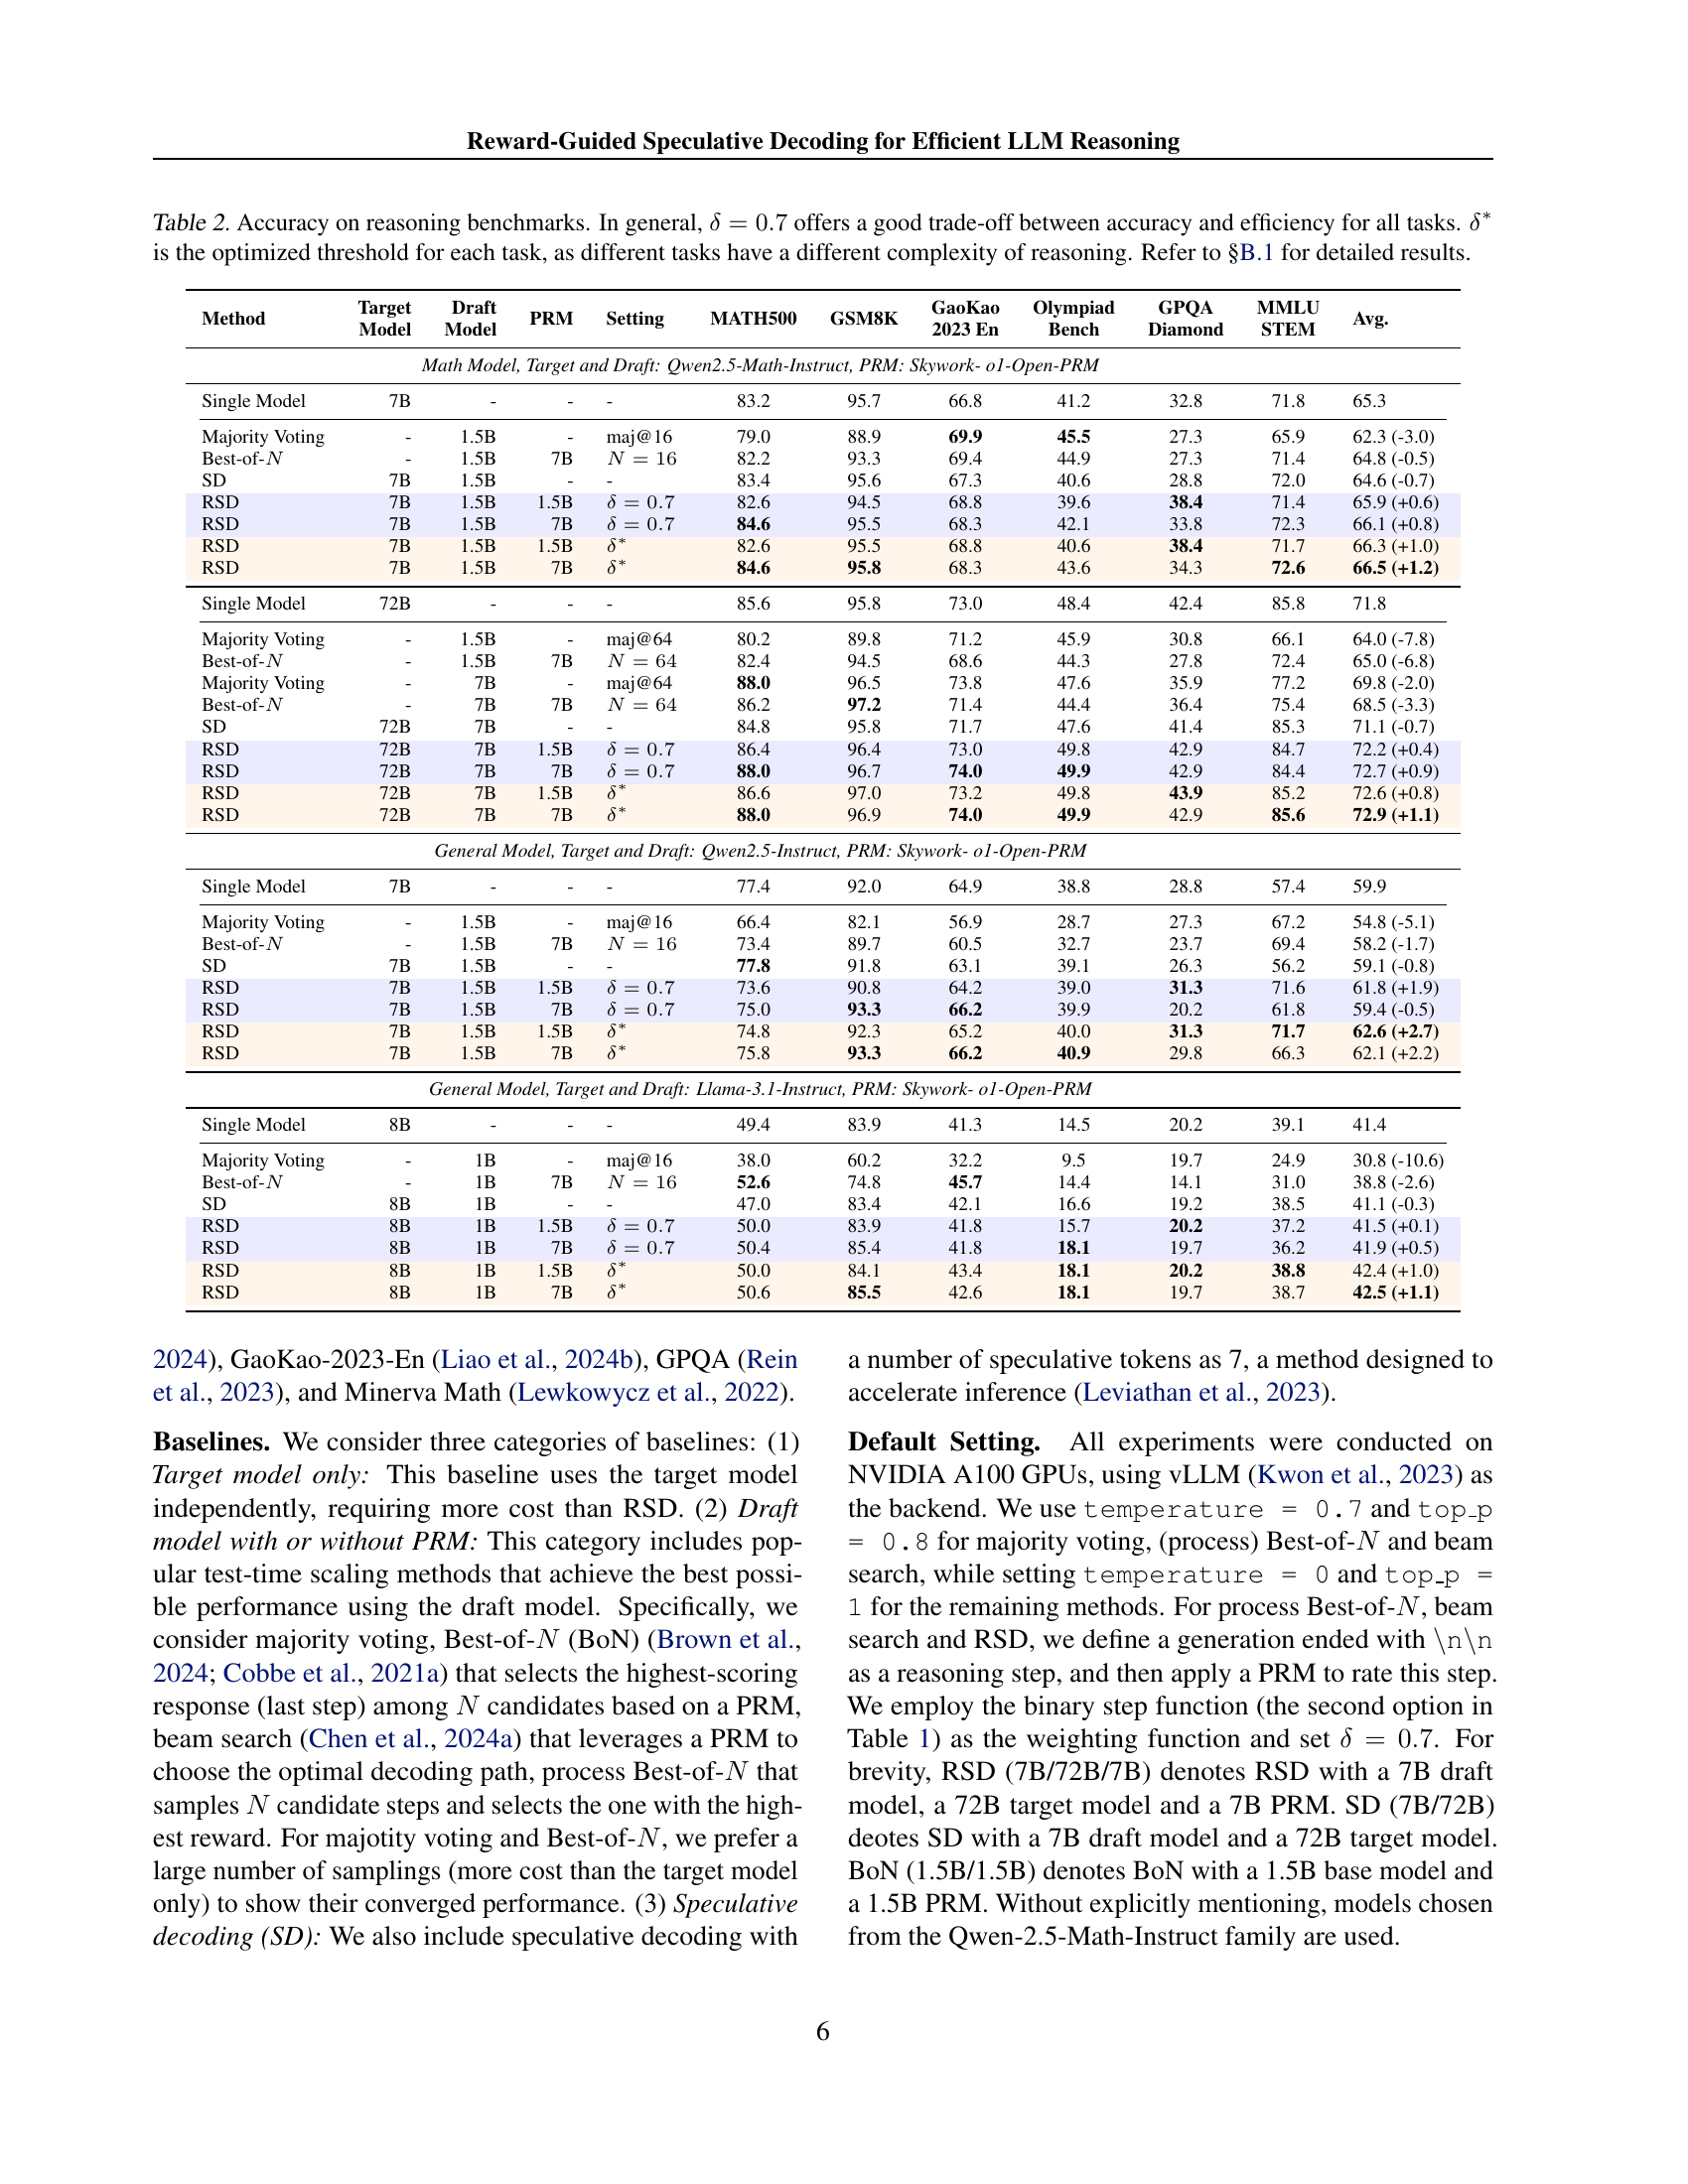 Reward-Guided Speculative Decoding for Efficient LLM Reasoning
Table 2. Accuracy on reasoning benchmarks. In general, δ = 0.7 offers a good trade-off between accuracy and efficiency for all tasks. δ*
is the optimized threshold for each task, as different tasks have a different complexity of reasoning. Refer to §B.1 for detailed results.
Method Target Model Draft Model PRM Setting MATH500 GSM8K GaoKao 2023 En Olympiad Bench GPQA Diamond MMLU STEM Avg.
Math Model, Target and Draft: Qwen2.5-Math-Instruct, PRM: Skywork- o1-Open-PRM
Single Model 7B - - - 83.2 95.7 66.8 41.2 32.8 71.8 65.3
Majority Voting - 1.5B - maj@16 79.0 88.9 69.9 45.5 27.3 65.9 62.3 (-3.0)
Best-of-N - 1.5B 7B N = 16 82.2 93.3 69.4 44.9 27.3 71.4 64.8 (-0.5)
SD 7B 1.5B - - 83.4 95.6 67.3 40.6 28.8 72.0 64.6 (-0.7)
RSD 7B 1.5B 1.5B δ = 0.7 82.6 94.5 68.8 39.6 38.4 71.4 65.9 (+0.6)
RSD 7B 1.5B 7B δ = 0.7 84.6 95.5 68.3 42.1 33.8 72.3 66.1 (+0.8)
RSD 7B 1.5B 1.5B δ* 82.6 95.5 68.8 40.6 38.4 71.7 66.3 (+1.0)
RSD 7B 1.5B 7B δ* 84.6 95.8 68.3 43.6 34.3 72.6 66.5 (+1.2)
Single Model 72B - - - 85.6 95.8 73.0 48.4 42.4 85.8 71.8
Majority Voting - 1.5B - maj@64 80.2 89.8 71.2 45.9 30.8 66.1 64.0 (-7.8)
Best-of-N - 1.5B 7B N = 64 82.4 94.5 68.6 44.3 27.8 72.4 65.0 (-6.8)
Majority Voting - 7B - maj@64 88.0 96.5 73.8 47.6 35.9 77.2 69.8 (-2.0)
Best-of-N - 7B 7B N = 64 86.2 97.2 71.4 44.4 36.4 75.4 68.5 (-3.3)
SD 72B 7B - - 84.8 95.8 71.7 47.6 41.4 85.3 71.1 (-0.7)
RSD 72B 7B 1.5B δ = 0.7 86.4 96.4 73.0 49.8 42.9 84.7 72.2 (+0.4)
RSD 72B 7B 7B δ = 0.7 88.0 96.7 74.0 49.9 42.9 84.4 72.7 (+0.9)
RSD 72B 7B 1.5B δ* 86.6 97.0 73.2 49.8 43.9 85.2 72.6 (+0.8)
RSD 72B 7B 7B δ* 88.0 96.9 74.0 49.9 42.9 85.6 72.9 (+1.1)
General Model, Target and Draft: Qwen2.5-Instruct, PRM: Skywork- o1-Open-PRM
Single Model 7B - - - 77.4 92.0 64.9 38.8 28.8 57.4 59.9
Majority Voting - 1.5B - maj@16 66.4 82.1 56.9 28.7 27.3 67.2 54.8 (-5.1)
Best-of-N - 1.5B 7B N = 16 73.4 89.7 60.5 32.7 23.7 69.4 58.2 (-1.7)
SD 7B 1.5B - - 77.8 91.8 63.1 39.1 26.3 56.2 59.1 (-0.8)
RSD 7B 1.5B 1.5B δ = 0.7 73.6 90.8 64.2 39.0 31.3 71.6 61.8 (+1.9)
RSD 7B 1.5B 7B δ = 0.7 75.0 93.3 66.2 39.9 20.2 61.8 59.4 (-0.5)
RSD 7B 1.5B 1.5B δ* 74.8 92.3 65.2 40.0 31.3 71.7 62.6 (+2.7)
RSD 7B 1.5B 7B δ* 75.8 93.3 66.2 40.9 29.8 66.3 62.1 (+2.2)
General Model, Target and Draft: Llama-3.1-Instruct, PRM: Skywork- o1-Open-PRM
Single Model 8B - - - 49.4 83.9 41.3 14.5 20.2 39.1 41.4
Majority Voting - 1B - maj@16 38.0 60.2 32.2 9.5 19.7 24.9 30.8 (-10.6)
Best-of-N - 1B 7B N = 16 52.6 74.8 45.7 14.4 14.1 31.0 38.8 (-2.6)
SD 8B 1B - - 47.0 83.4 42.1 16.6 19.2 38.5 41.1 (-0.3)
RSD 8B 1B 1.5B δ = 0.7 50.0 83.9 41.8 15.7 20.2 37.2 41.5 (+0.1)
RSD 8B 1B 7B δ = 0.7 50.4 85.4 41.8 18.1 19.7 36.2 41.9 (+0.5)
RSD 8B 1B 1.5B δ* 50.0 84.1 43.4 18.1 20.2 38.8 42.4 (+1.0)
RSD 8B 1B 7B δ* 50.6 85.5 42.6 18.1 19.7 38.7 42.5 (+1.1)
2024), GaoKao-2023-En (Liao et al., 2024b), GPQA (Rein
et al., 2023), and Minerva Math (Lewkowycz et al., 2022).
Baselines. We consider three categories of baselines: (1)
Target model only: This baseline uses the target model
independently, requiring more cost than RSD. (2) Draft
model with or without PRM: This category includes pop-
ular test-time scaling methods that achieve the best possi-
ble performance using the draft model. Specifically, we
consider majority voting, Best-of-N (BoN) (Brown et al.,
2024; Cobbe et al., 2021a) that selects the highest-scoring
response (last step) among N candidates based on a PRM,
beam search (Chen et al., 2024a) that leverages a PRM to
choose the optimal decoding path, process Best-of-N that
samples N candidate steps and selects the one with the high-
est reward. For majotity voting and Best-of-N, we prefer a
large number of samplings (more cost than the target model
only) to show their converged performance. (3) Speculative
decoding (SD): We also include speculative decoding with
a number of speculative tokens as 7, a method designed to
accelerate inference (Leviathan et al., 2023).
Default Setting. All experiments were conducted on
NVIDIA A100 GPUs, using vLLM (Kwon et al., 2023) as
the backend. We use temperature = 0.7 and top_p
= 0.8 for majority voting, (process) Best-of-N and beam
search, while setting temperature = 0 and top_p =
1 for the remaining methods. For process Best-of-N, beam
search and RSD, we define a generation ended with \n\n
as a reasoning step, and then apply a PRM to rate this step.
We employ the binary step function (the second option in
Table 1) as the weighting function and set δ = 0.7. For
brevity, RSD (7B/72B/7B) denotes RSD with a 7B draft
model, a 72B target model and a 7B PRM. SD (7B/72B)
deotes SD with a 7B draft model and a 72B target model.
BoN (1.5B/1.5B) denotes BoN with a 1.5B base model and
a 1.5B PRM. Without explicitly mentioning, models chosen
from the Qwen-2.5-Math-Instruct family are used.
6